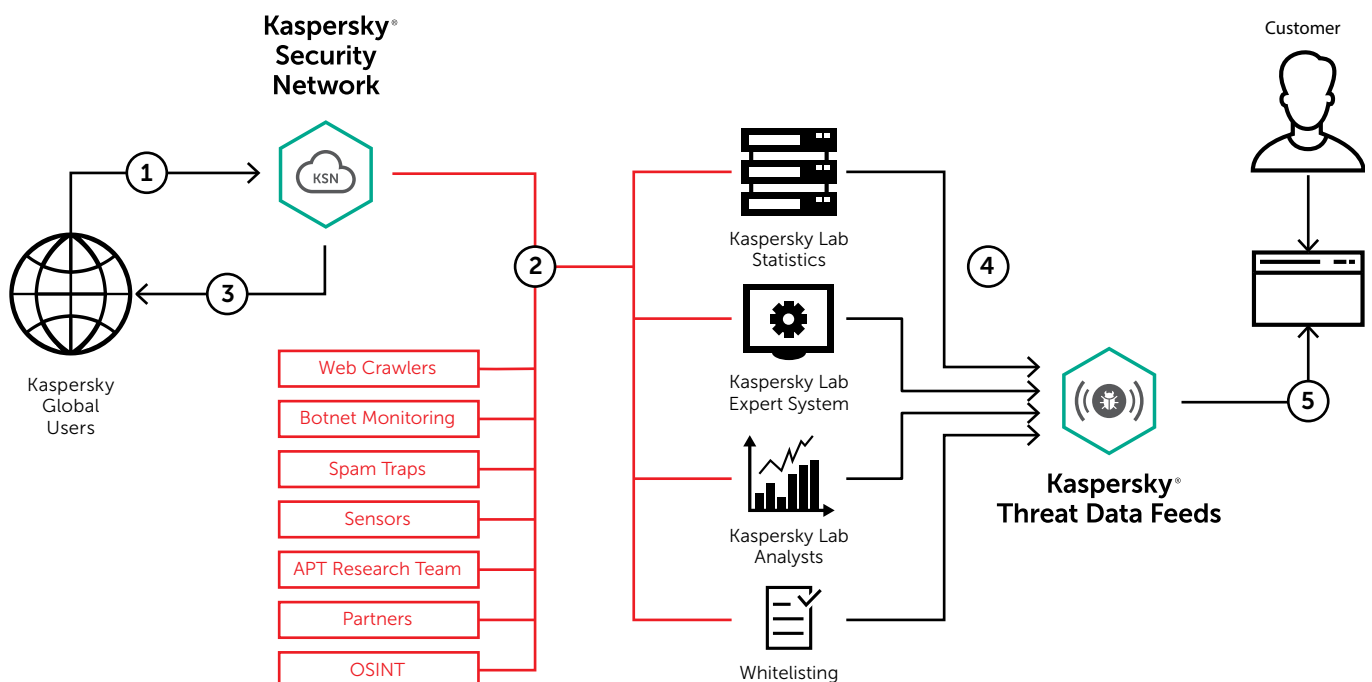 Kaspersky®
Security
Network
Customer
1
KSN
2
Kaspersky Lab
Statistics
4
3
Kaspersky
Global
Users
Web Crawlers
Botnet Monitoring
Spam Traps
Sensors
APT Research Team
Partners
OSINT
Kaspersky Lab
Expert System
Kaspersky Lab
Analysts
Whitelisting
5
Kaspersky®
Threat Data Feeds